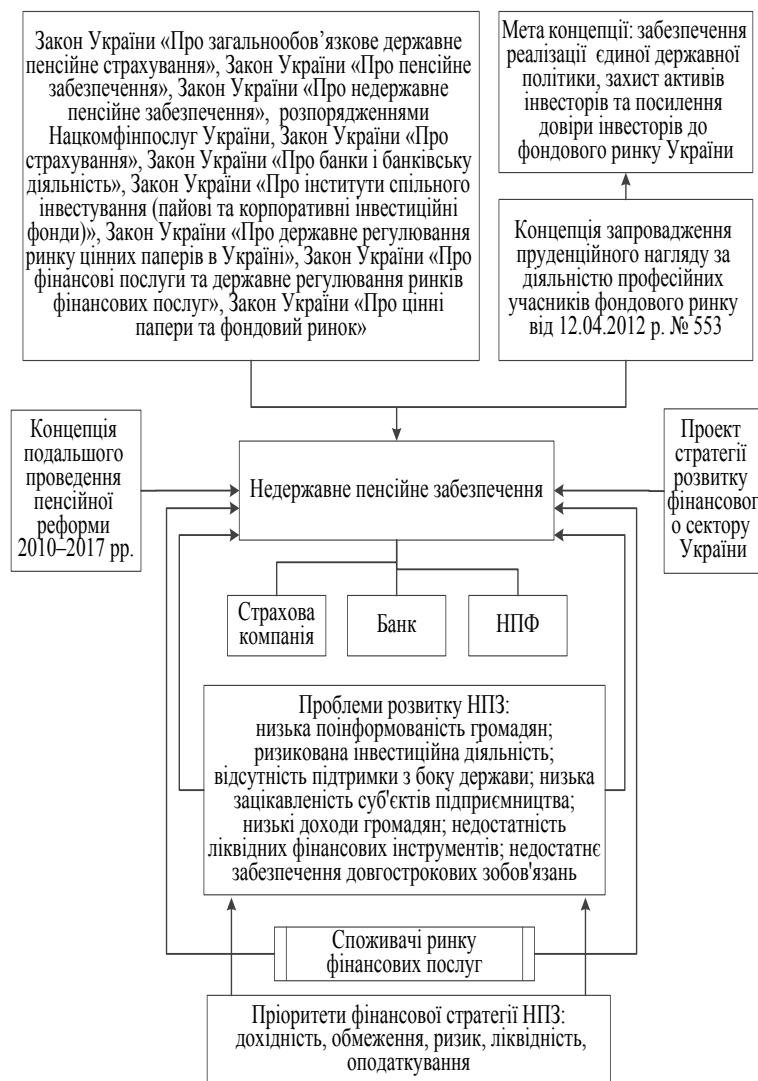 Закон України «Про загальнообов’язкове державне
пенсійне страхування», Закон України «Про пенсійне
забезпечення», Закон України «Про недержавне
пенсійне забезпечення», розпорядженнями
Нацкомфінпослуг України, Закон України «Про
страхування», Закон України «Про банки і банківську
діяльність», Закон України «Про інститути спільного
інвестування (пайові та корпоративні інвестиційні
фонди)», Закон України «Про державне регулювання
ринку цінних паперів в Україні», Закон України «Про
фінансові послуги та державне регулювання ринків
фінансових послуг», Закон України «Про цінні
папери та фондовий ринок»
Мета концепції: забезпечення
реалізації єдиної державної
політики, захист активів
інвесторів та посилення
довіри інвесторів до
фондового ринку України
Концепція запровадження
пруденційного нагляду за
діяльністю професійних
учасників фондового ринку
від 12.04.2012 р. № 553
Концепція
подальшого
проведення
пенсійної
реформи
2010–2017 рр.
Недержавне пенсійне забезпечення
Проект
стратегії
розвитку
фінансовог
о сектору
України
Страхова
компанія
Банк
НПФ
Проблеми розвитку НПЗ:
низька поінформованість громадян;
ризикована інвестиційна діяльність;
відсутність підтримки з боку держави; низька
зацікавленість суб'єктів підприємництва;
низькі доходи громадян; недостатність
ліквідних фінансових інструментів; недостатнє
забезпечення довгострокових зобов'язань
Споживачі ринку
фінансових послуг
Пріоритети фінансової стратегії НПЗ:
дохідність, обмеження, ризик, ліквідність,
оподаткування